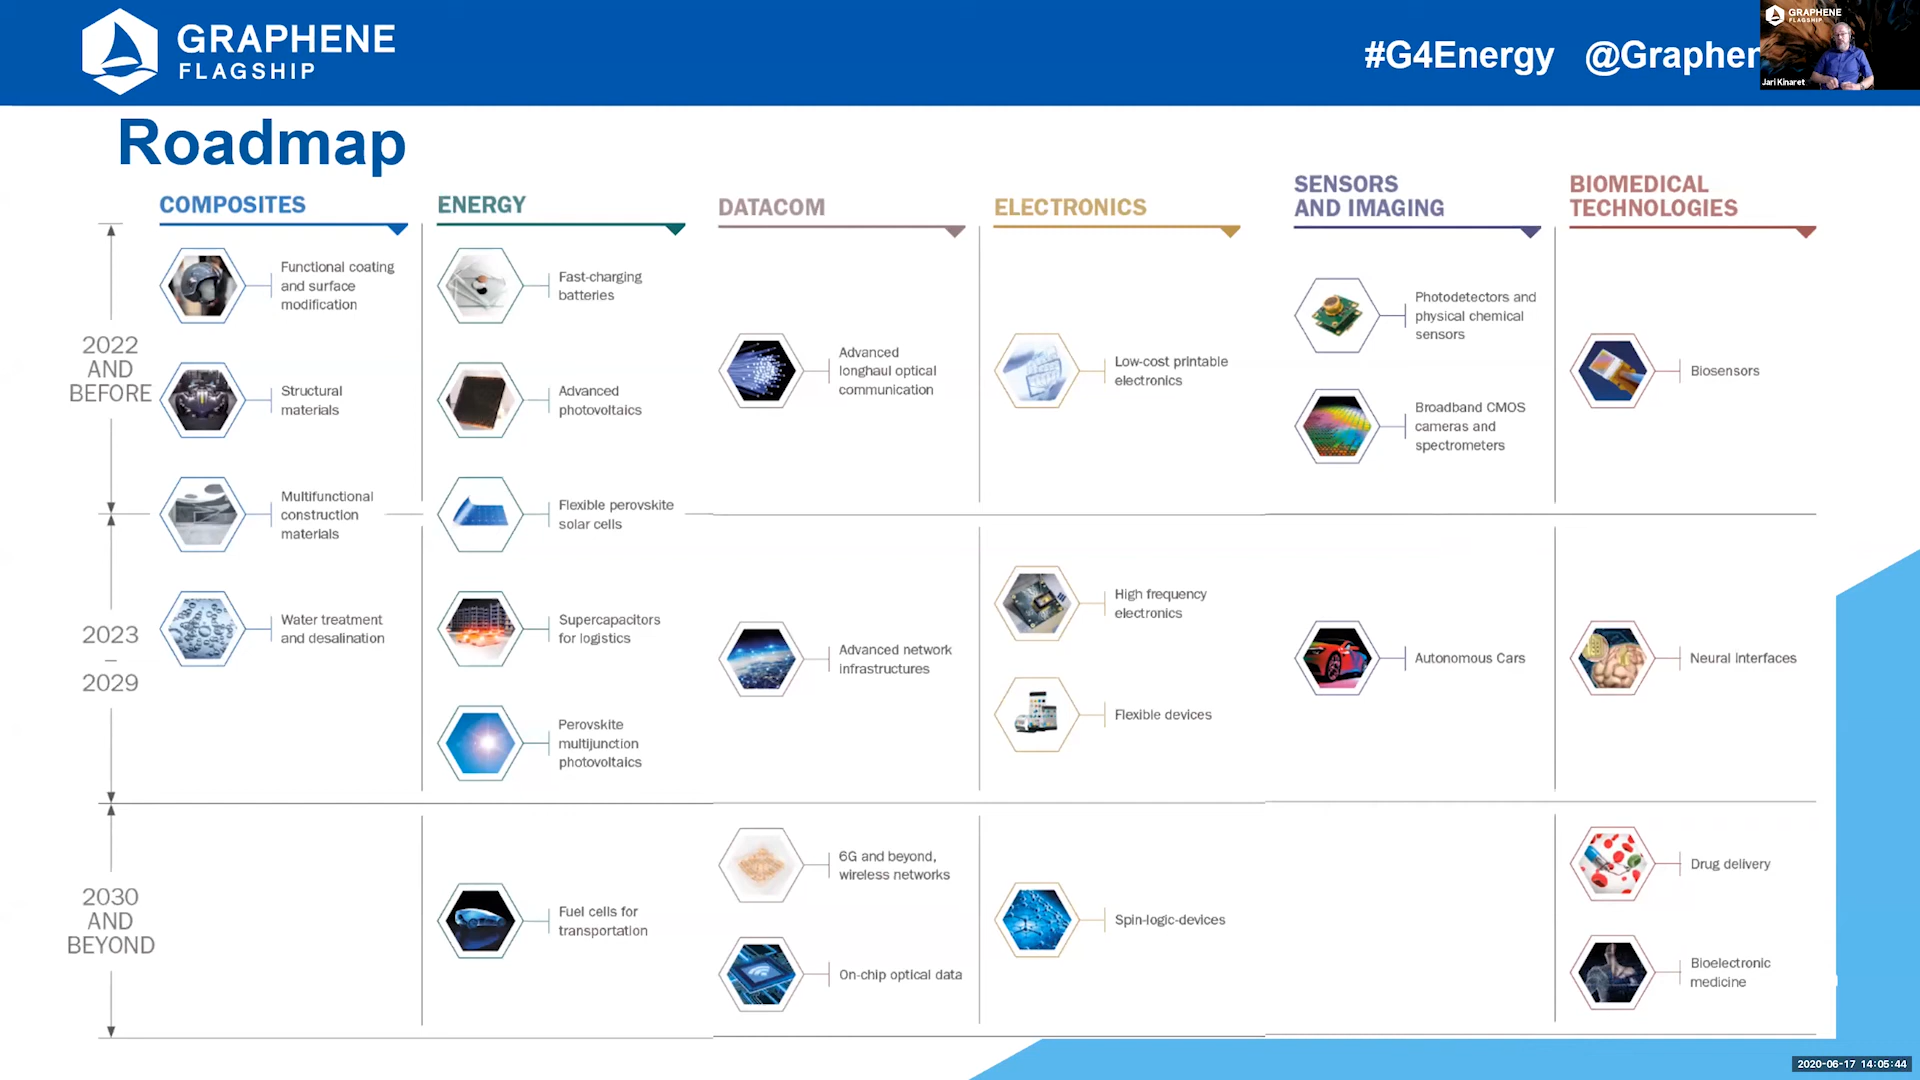 GRAPHENE
FLAGSHIP
#G4Energy @Graphen
GRAPHENE
FLAGSHIP
Jari Kinaret
Roadmap
COMPOSITES
ENERGY
DATACOM
ELECTRONICS
SENSORS
AND IMAGING
BIOMEDICAL
TECHNOLOGIES
2022
AND
BEFORE
Functional coating
and surface
modification
Structural
materials
Multifunctional
construction
materials
Fast-charging
batteries
Advanced
photovoltaics
Flexible perovskite
solar cells
Advanced
longhaul optical
communication
Low-cost printable
electronics
Photodetectors and
physical chemical
sensors
Broadband CMOS
cameras and
spectrometers
Biosensors
2023
–
2029
Water treatment
and desalination
Supercapacitors
for logistics
Perovskite
multijunction
photovoltaics
Advanced network
infrastructures
High frequency
electronics
Flexible devices
Autonomous Cars
Neural Interfaces
2030
AND
BEYOND
Fuel cells for
transportation
6G and beyond,
wireless networks
On-chip optical data
Spin-logic-devices
Drug delivery
Bioelectronic
medicine
2020-06-17 14:05:44